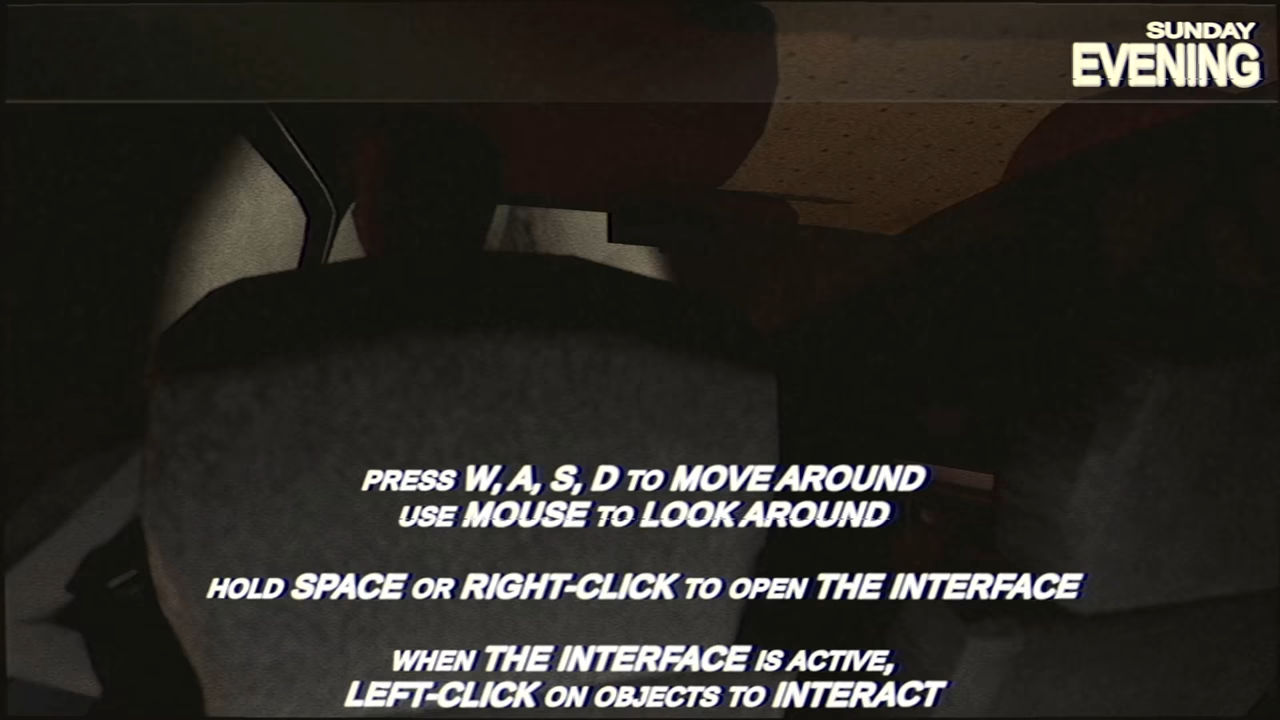 SUNDAY
EVENING
PRESS W, A, S, D TO MOVE AROUND
USE MOUSE TO LOOK AROUND
HOLD SPACE OR RIGHT-CLICK TO OPEN THE INTERFACE
WHEN THE INTERFACE IS ACTIVE,
LEFT-CLICK ON OBJECTS TO INTERACT